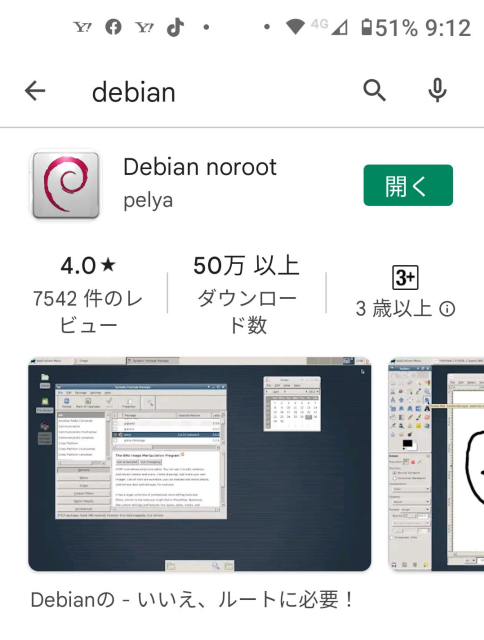 4G 51% 9:12
debian
Debian noroot
pelya
開く
4.0★
7542 件のレ
ビュー
50万 以上
ダウンロー
ド数
3+
3 歳以上
Debianの - いいえ、ルートに必要！